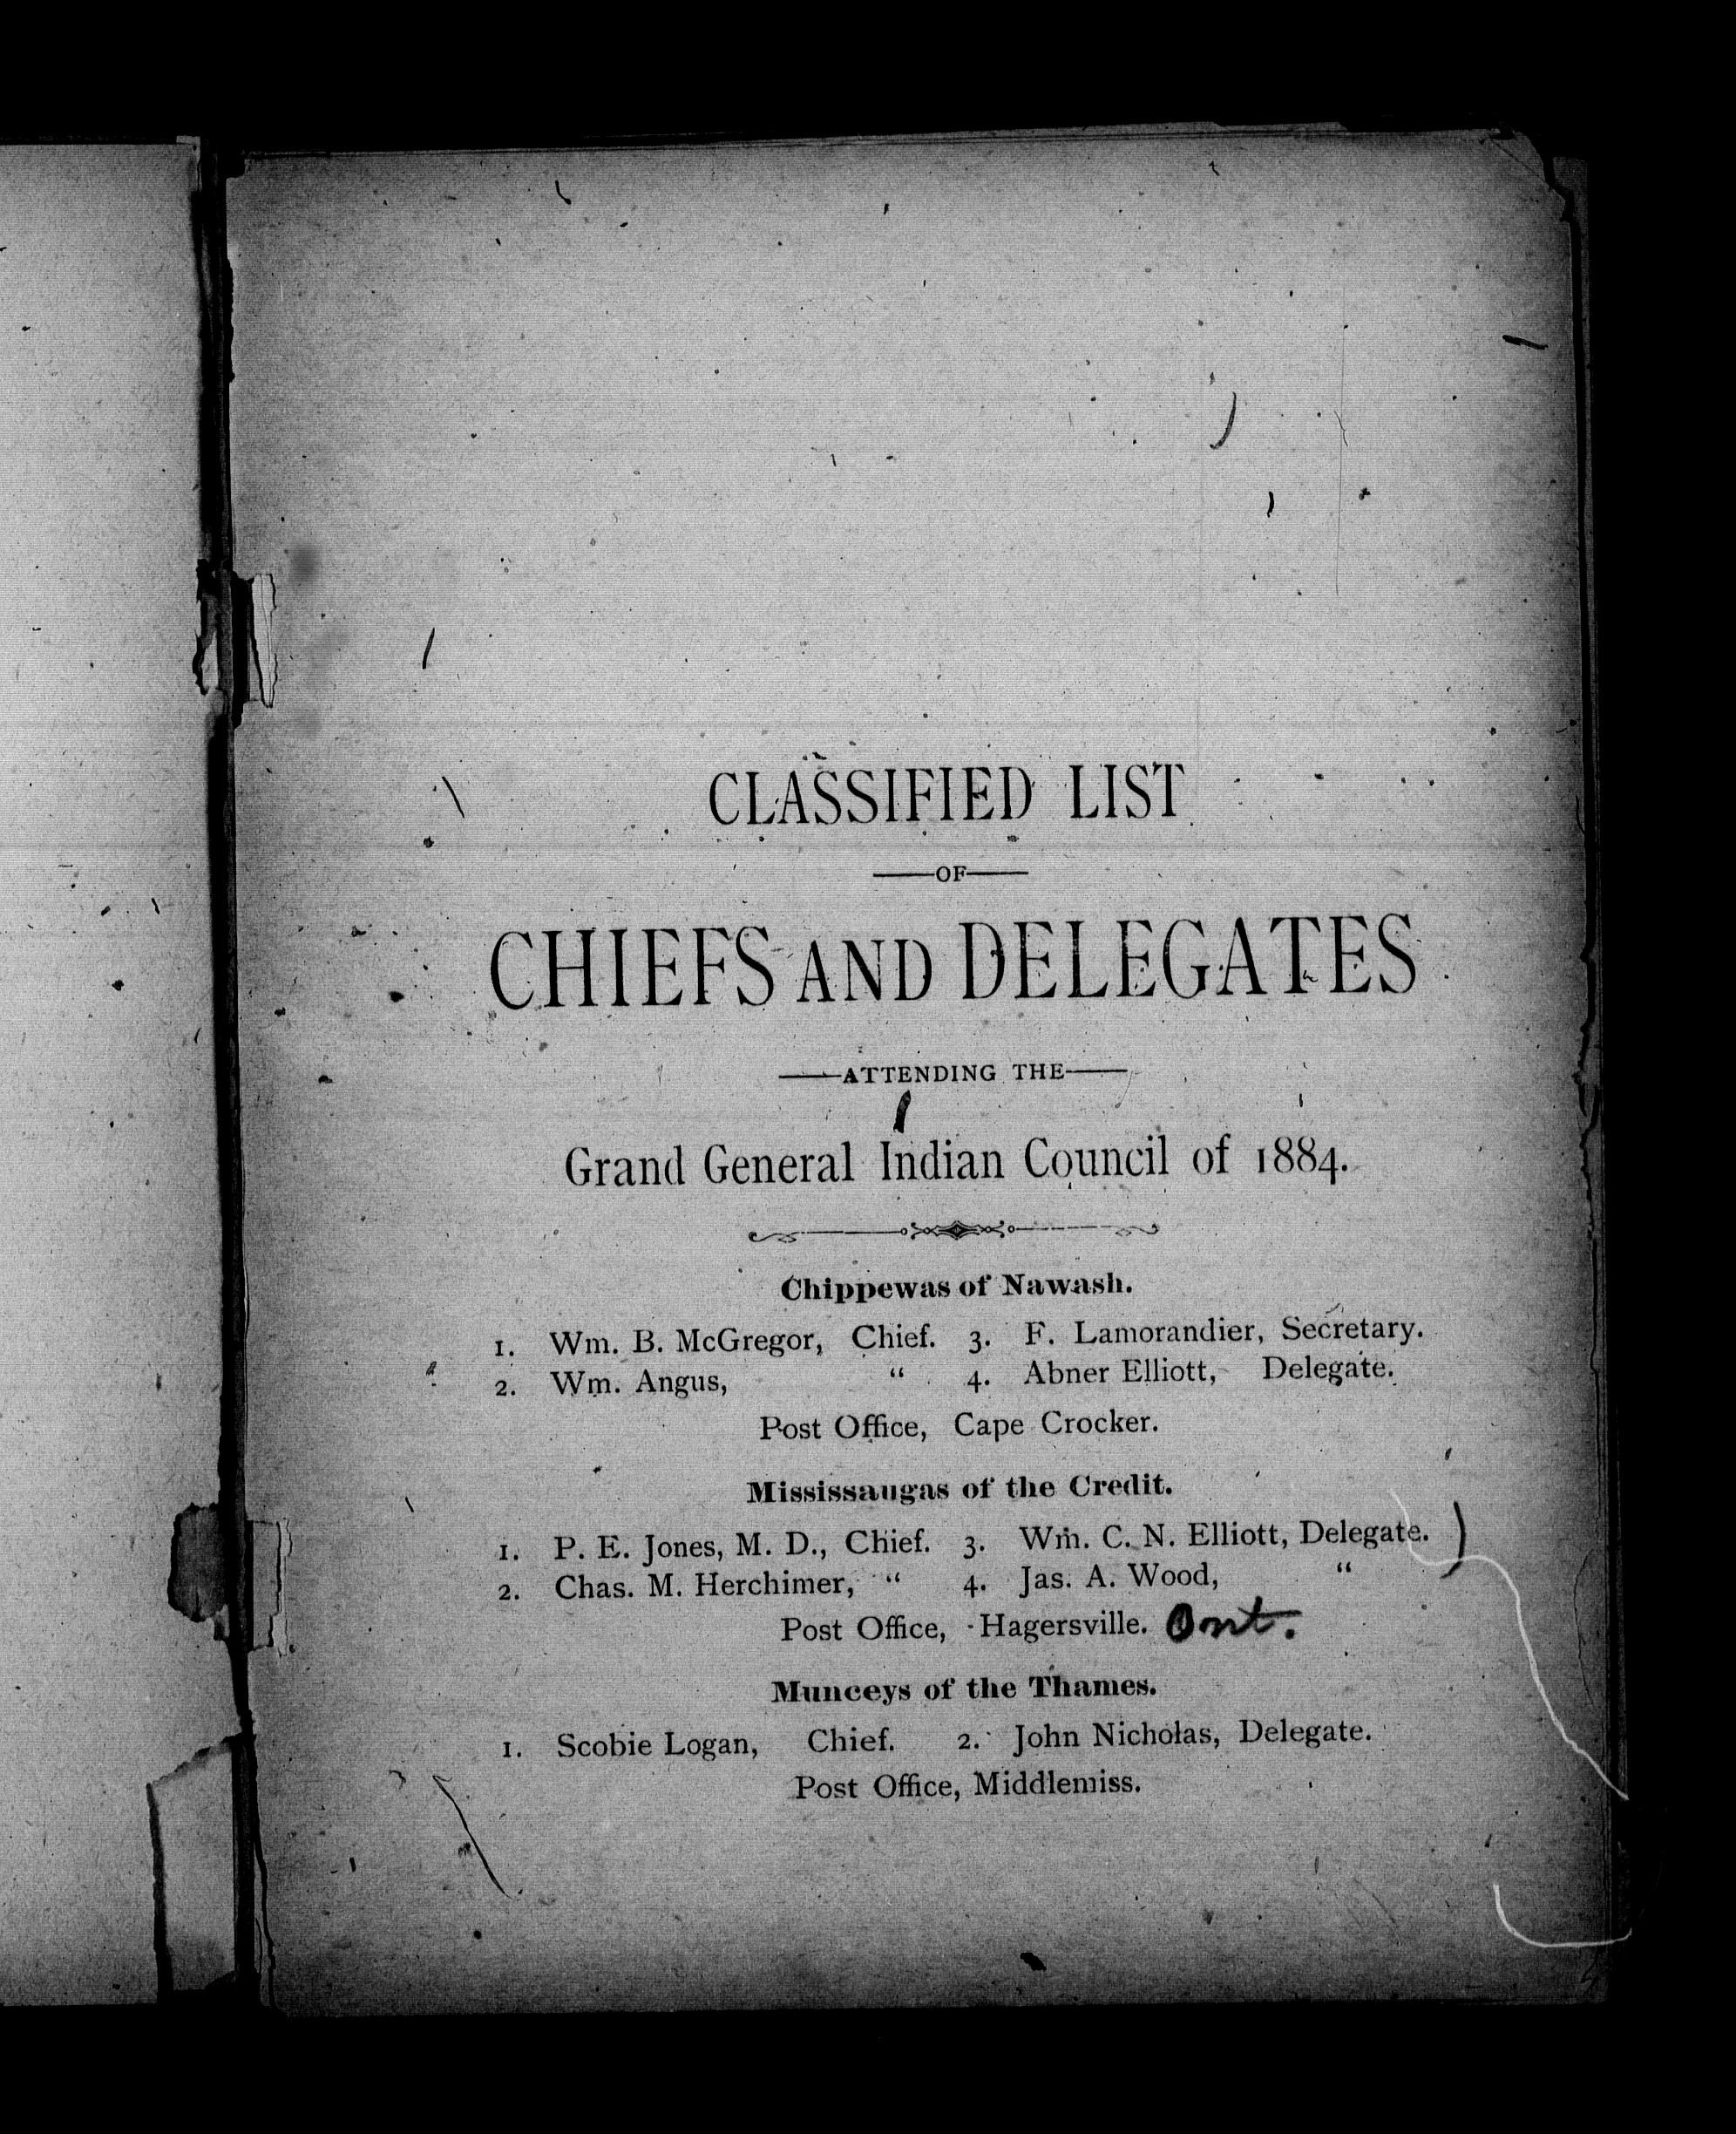 CLASSIFIED LIST
——OF——
CHIEFS AND DELEGATES
——ATTENDING THE——
Grand General Indian Council of 1884.
Chippewas of Nawash.
1. Wm. B. McGregor, Chief. 3. F. Lamorandier, Secretary.
2. Wm. Angus, “ 4. Abner Elliott, Delegate.
Post Office, Cape Crocker.
Mississaugas of the Credit.
1. P. E. Jones, M. D., Chief. 3. Wm. C. N. Elliott, Delegate.
2. Chas. M. Herchimer, “ 4. Jas. A. Wood, “
Post Office, Hagersville. Ont.
Munceys of the Thames.
1. Scobie Logan, Chief. 2. John Nicholas, Delegate.
Post Office, Middlemiss.